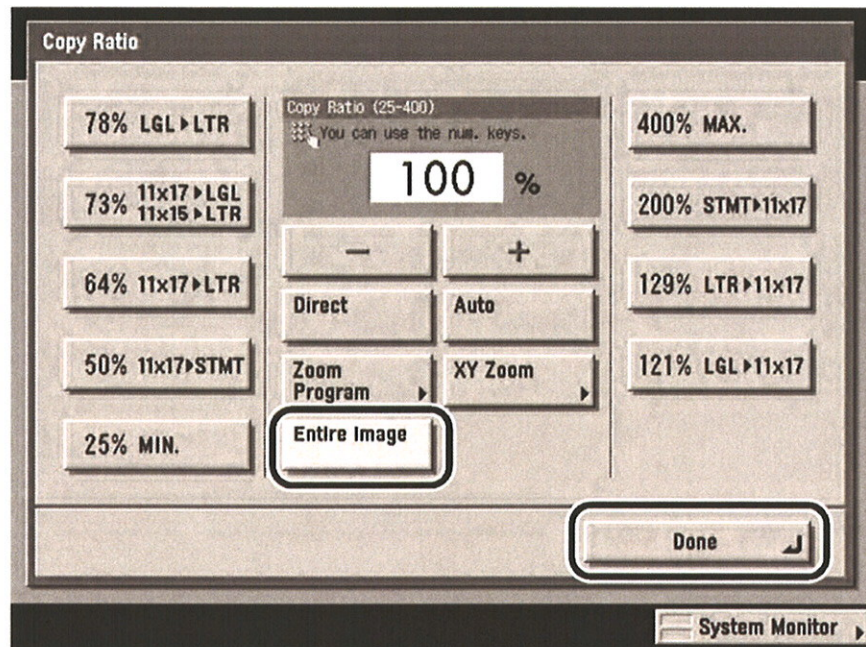 Copy Ratio
78% LGL▶LTR
73% 11x17▶LGL
11x15▶LTR
64% 11x17▶LTR
50% 11x17▶STMT
25% MIN.
Copy Ratio (25-400)
You can use the num. keys.
100 %
− +
Direct Auto
Zoom Program ▶ XY Zoom ▶
Entire Image
400% MAX.
200% STMT▶11x17
129% LTR▶11x17
121% LGL▶11x17
Done
System Monitor ▶